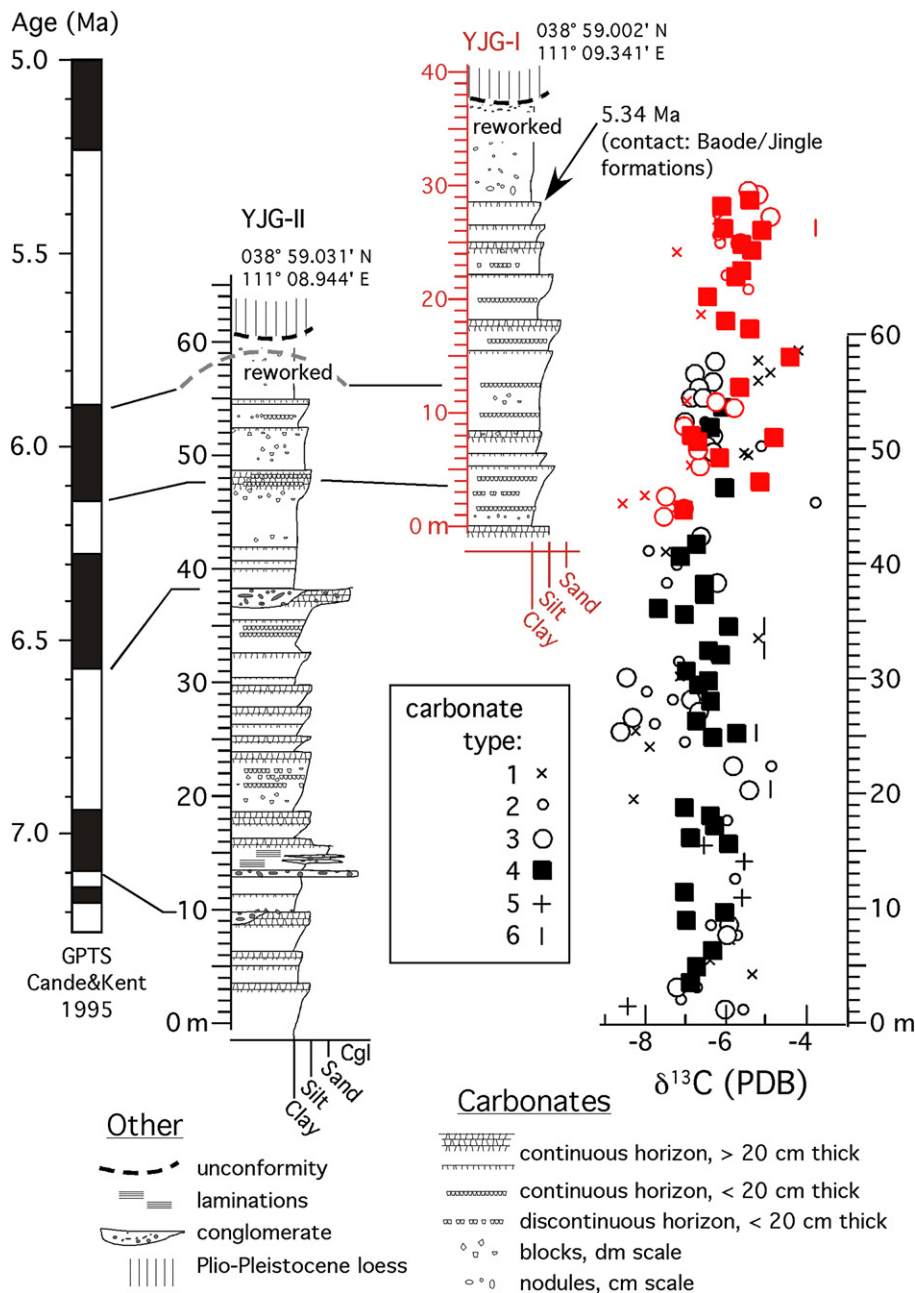 Age (Ma)
5.0
5.5
6.0
6.5
7.0
GPTS
Cande&Kent
1995
YJG-II
038° 59.031' N
111° 08.944' E
60
50
40
30
20
10
0 m
reworked
Clay
Silt
Sand
Cgl
YJG-I
038° 59.002' N
111° 09.341' E
40
30
20
10
0 m
reworked
Clay
Silt
Sand
5.34 Ma
(contact: Baode/Jingle
formations)
carbonate
type:
1
2
3
4
5
6
60
50
40
30
20
10
0 m
-8
-6
-4
δ¹³C (PDB)
Other
unconformity
laminations
conglomerate
Plio-Pleistocene loess
Carbonates
continuous horizon, > 20 cm thick
continuous horizon, < 20 cm thick
discontinuous horizon, < 20 cm thick
blocks, dm scale
nodules, cm scale